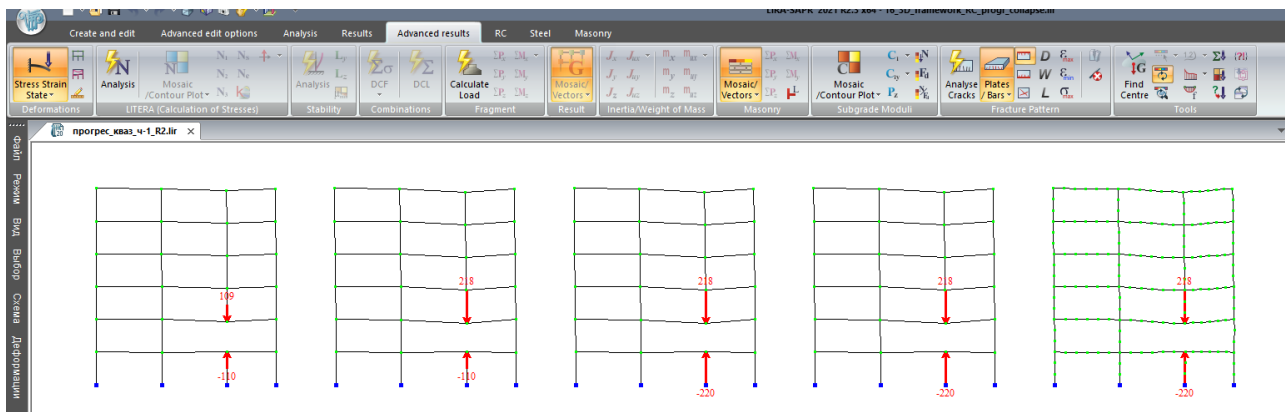 LIRA-SAPR 2021 R2.3 x64 - 16_3D_framework_RC_progr_collapse.lir
Create and edit Advanced edit options Analysis Results Advanced results RC Steel Masonry
Stress Strain State
Analysis
Mosaic /Contour Plot
Analysis
DCF
DCL
Calculate Load
Mosaic/ Vectors
Mosaic/ Vectors
Mosaic /Contour Plot
Analyse Cracks
Plates / Bars
Find Centre
Deformations LITERA (Calculation of Stresses) Stability Combinations Fragment Result Inertia/Weight of Mass Masonry Subgrade Moduli Fracture Pattern Tools
прогрес_кваз_ч-1_R2.lir
Файл
Режим
Вид
Выбор
Схема
Деформации
109 218 218 218 218
-110 -110 -220 -220 -220